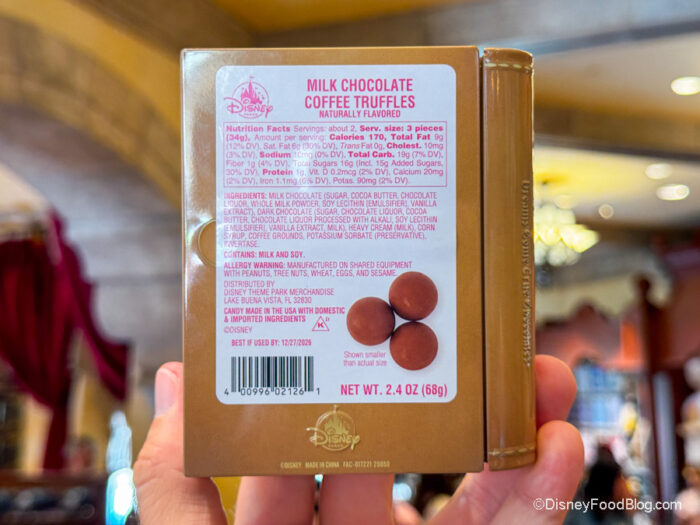 MILK CHOCOLATE
COFFEE TRUFFLES
NATURALLY FLAVORED
Disney
PARKS
Nutrition Facts Servings: about 2, Serv. size: 3 pieces
(34g), Amount per serving: Calories 170, Total Fat 9g
(12% DV), Sat. Fat 6g (30% DV), Trans Fat 0g, Cholest. 10mg
(3% DV), Sodium 10mg (0% DV), Total Carb. 19g (7% DV),
Fiber 1g (4% DV), Total Sugars 16g (Incl. 15g Added Sugars,
30% DV), Protein 1g, Vit. D 0.2mcg (2% DV), Calcium 20mg
(2% DV), Iron 1.1mg (6% DV), Potas. 90mg (2% DV).
INGREDIENTS: MILK CHOCOLATE (SUGAR, COCOA BUTTER, CHOCOLATE
LIQUOR, WHOLE MILK POWDER, SOY LECITHIN [EMULSIFIER], VANILLA
EXTRACT), DARK CHOCOLATE (SUGAR, CHOCOLATE LIQUOR, COCOA
BUTTER, CHOCOLATE LIQUOR PROCESSED WITH ALKALI, SOY LECITHIN
[EMULSIFIER], VANILLA EXTRACT, MILK), HEAVY CREAM (MILK), CORN
SYRUP, COFFEE GROUNDS, POTASSIUM SORBATE (PRESERVATIVE),
INVERTASE.
CONTAINS: MILK AND SOY.
ALLERGY WARNING: MANUFACTURED ON SHARED EQUIPMENT
WITH PEANUTS, TREE NUTS, WHEAT, EGGS, AND SESAME.
DISTRIBUTED BY
DISNEY THEME PARK MERCHANDISE
LAKE BUENA VISTA, FL 32830
CANDY MADE IN THE USA WITH DOMESTIC
& IMPORTED INGREDIENTS
K D
©DISNEY
BEST IF USED BY: 12/27/2026
4 00996 02126 1
Shown smaller
than actual size
NET WT. 2.4 OZ (68g)
Disney
PARKS
©DISNEY MADE IN CHINA FAC-017221 26050
©DisneyFoodBlog.com